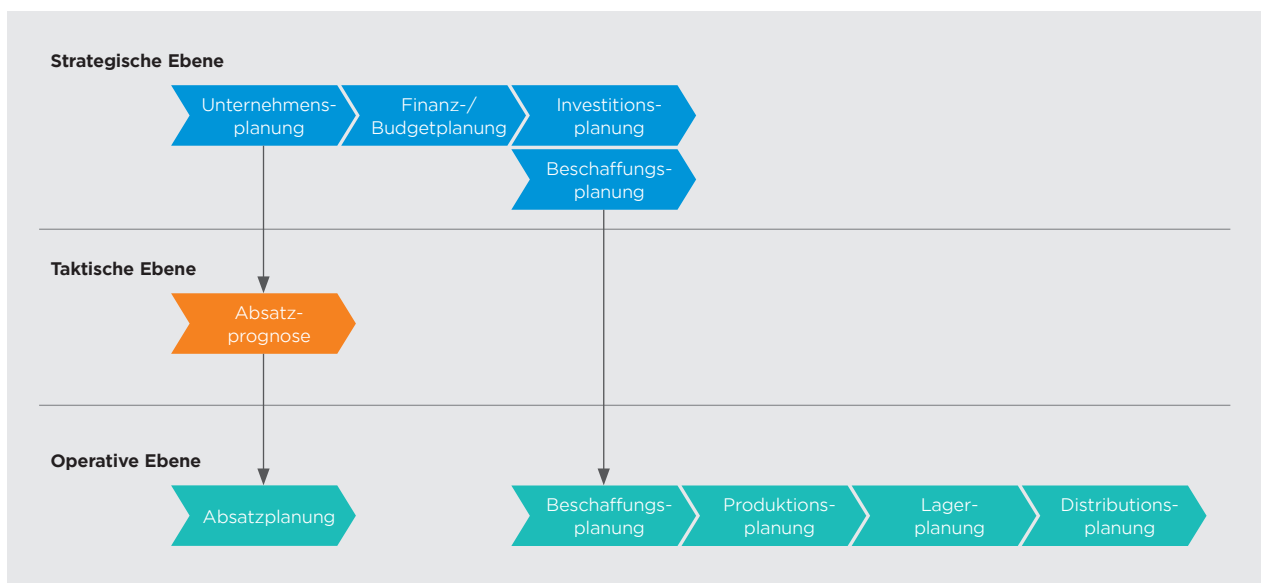 Strategische Ebene
Unternehmens-
planung
Finanz-/
Budgetplanung
Investitions-
planung
Beschaffungs-
planung
Taktische Ebene
Absatz-
prognose
Operative Ebene
Absatzplanung
Beschaffungs-
planung
Produktions-
planung
Lager-
planung
Distributions-
planung